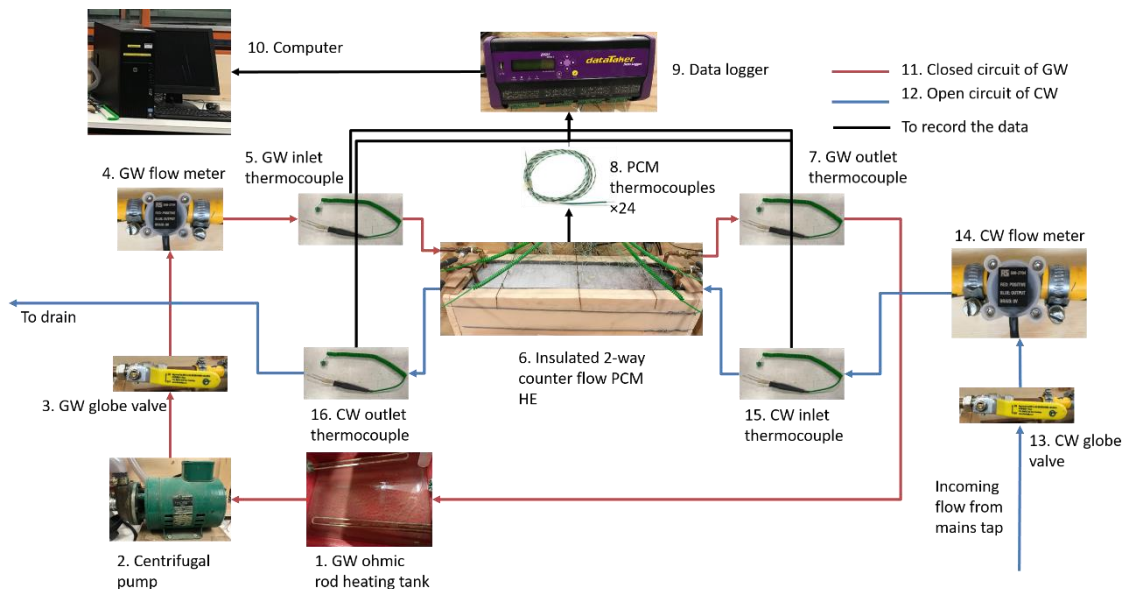 10. Computer
dataTaker
9. Data logger
11. Closed circuit of GW
12. Open circuit of CW
To record the data
4. GW flow meter
5. GW inlet
thermocouple
8. PCM
thermocouples
×24
7. GW outlet
thermocouple
14. CW flow meter
To drain
3. GW globe valve
16. CW outlet
thermocouple
6. Insulated 2-way
counter flow PCM
HE
15. CW inlet
thermocouple
13. CW globe
valve
Incoming
flow from
mains tap
2. Centrifugal
pump
1. GW ohmic
rod heating tank